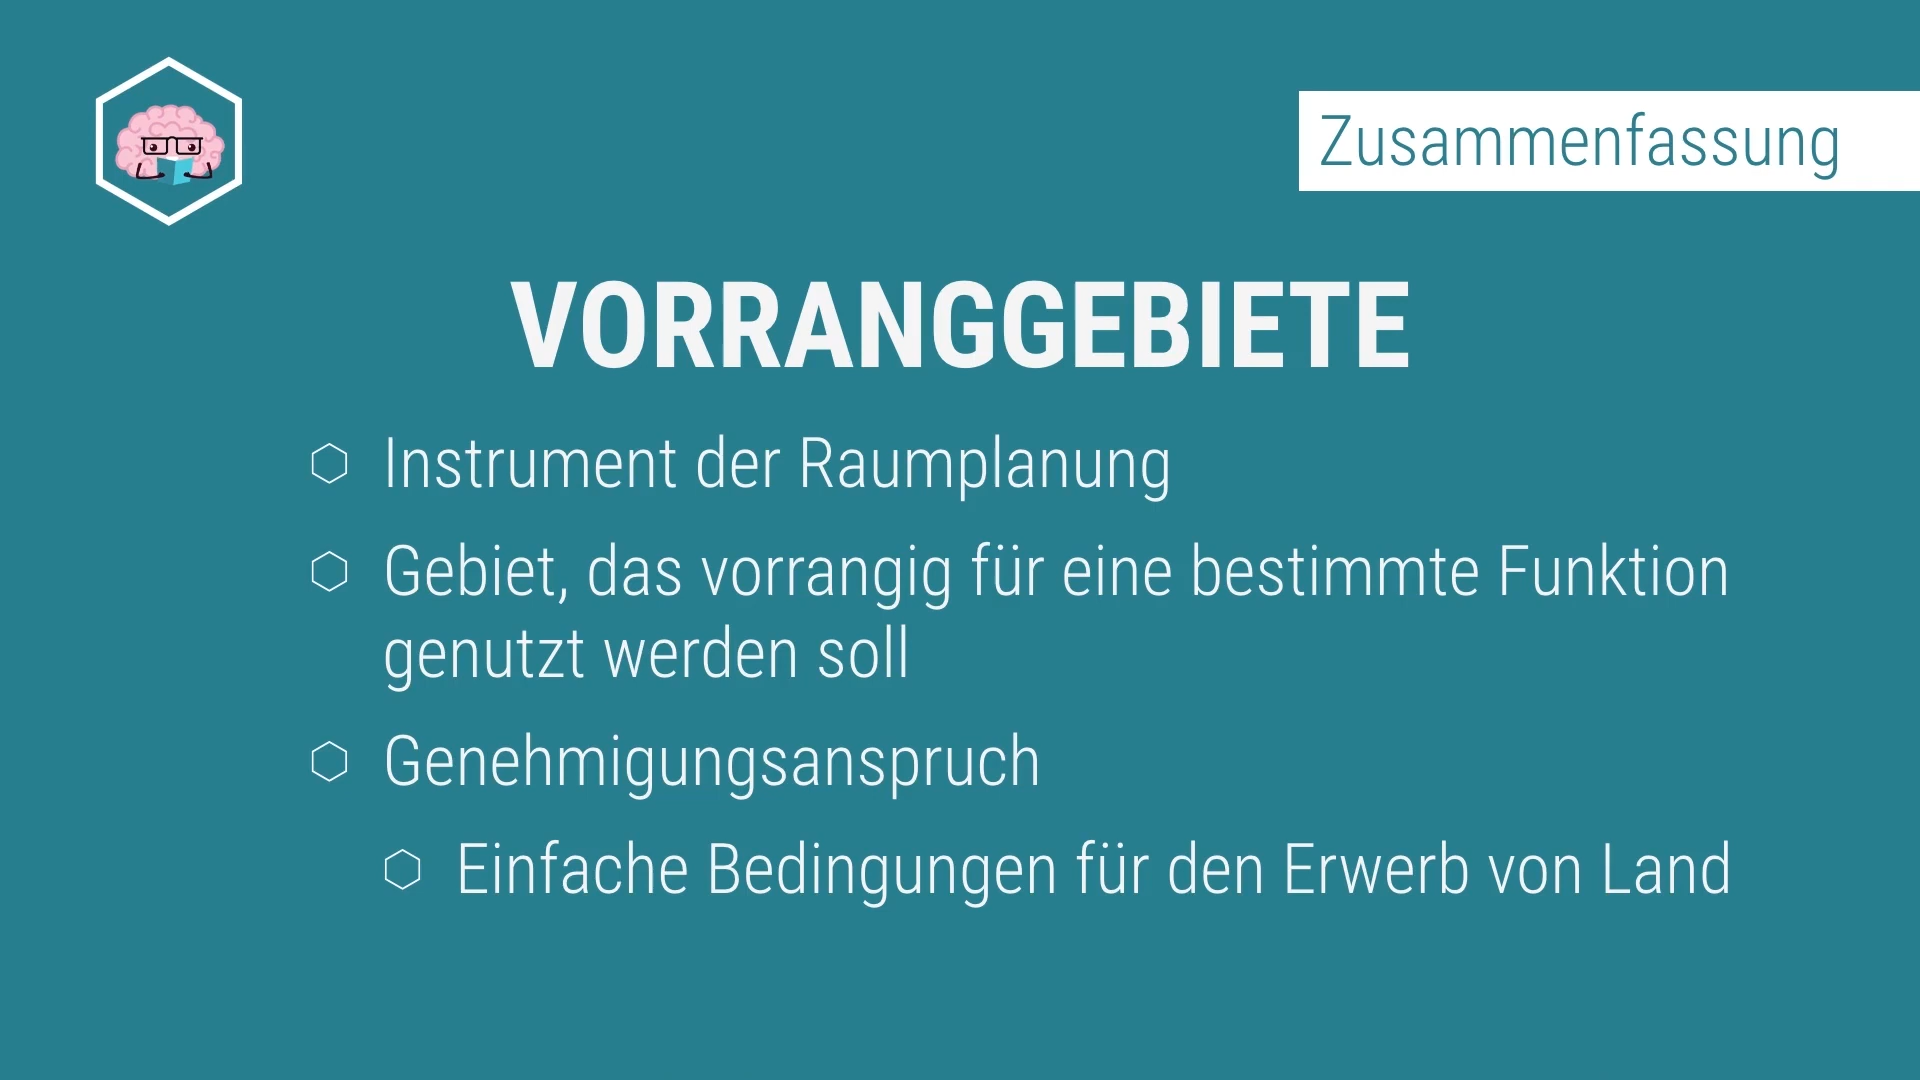 Zusammenfassung
VORRANGGEBIETE
Instrument der Raumplanung
Gebiet, das vorrangig für eine bestimmte Funktion
genutzt werden soll
Genehmigungsanspruch
Einfache Bedingungen für den Erwerb von Land